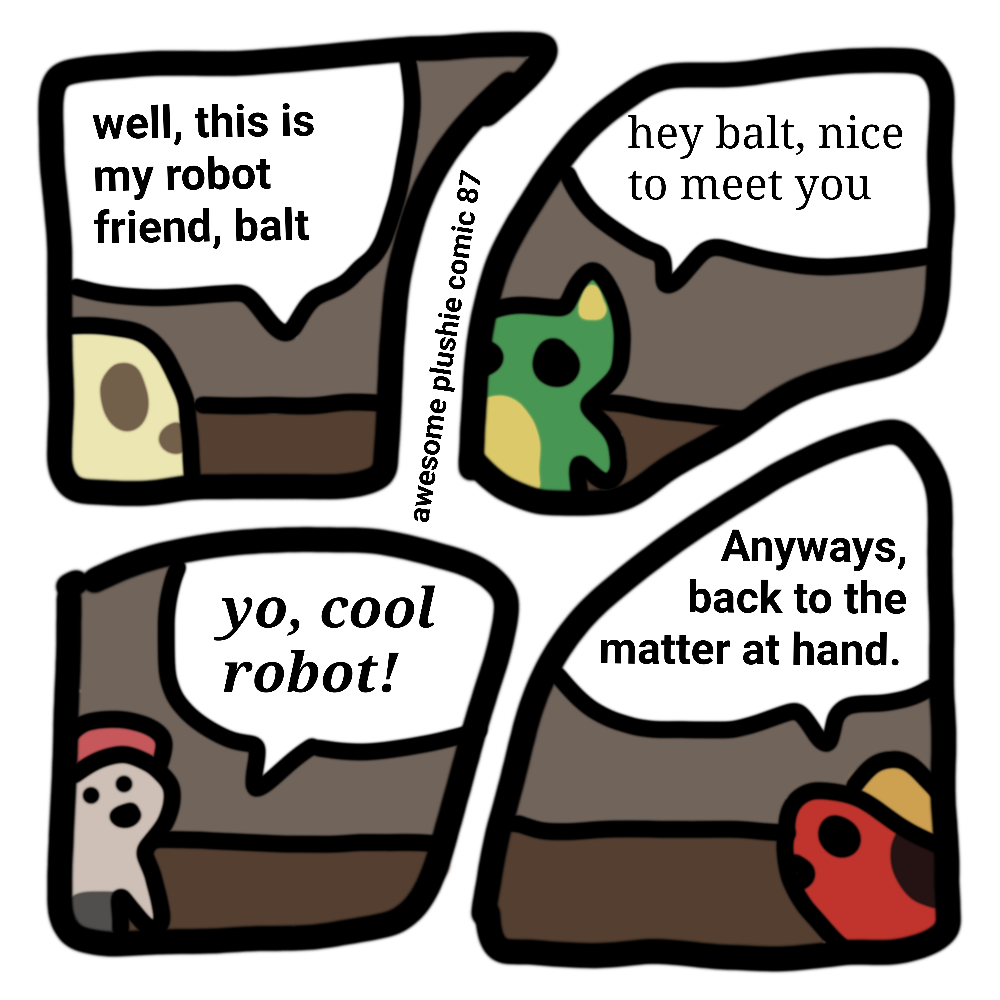 well, this is
my robot
friend, balt
hey balt, nice
to meet you
awesome plushie comic 87
yo, cool
robot!
Anyways,
back to the
matter at hand.